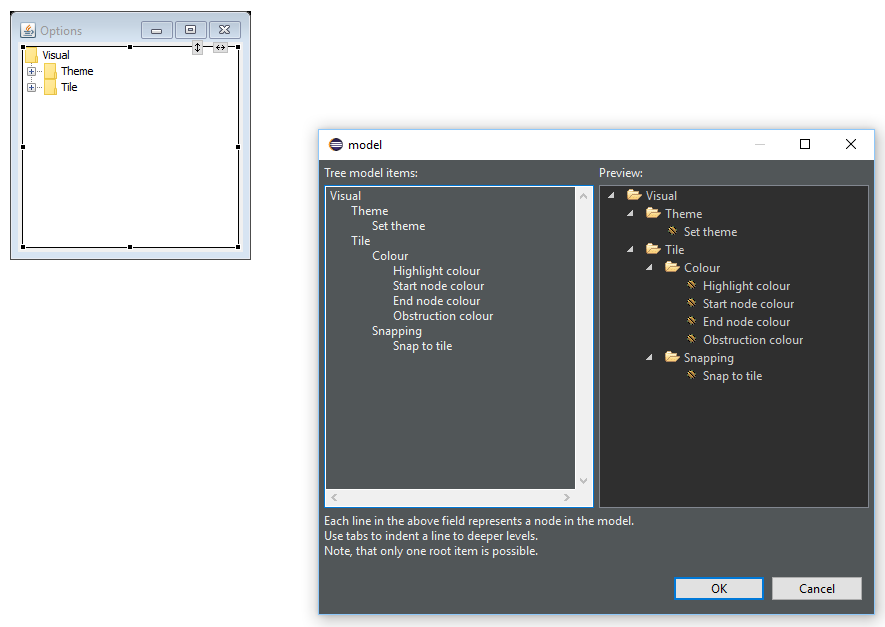 Options
Visual
Theme
Tile
model
Tree model items:
Visual
Theme
Set theme
Tile
Colour
Highlight colour
Start node colour
End node colour
Obstruction colour
Snapping
Snap to tile
Preview:
Visual
Theme
Set theme
Tile
Colour
Highlight colour
Start node colour
End node colour
Obstruction colour
Snapping
Snap to tile
Each line in the above field represents a node in the model.
Use tabs to indent a line to deeper levels.
Note, that only one root item is possible.
OK
Cancel